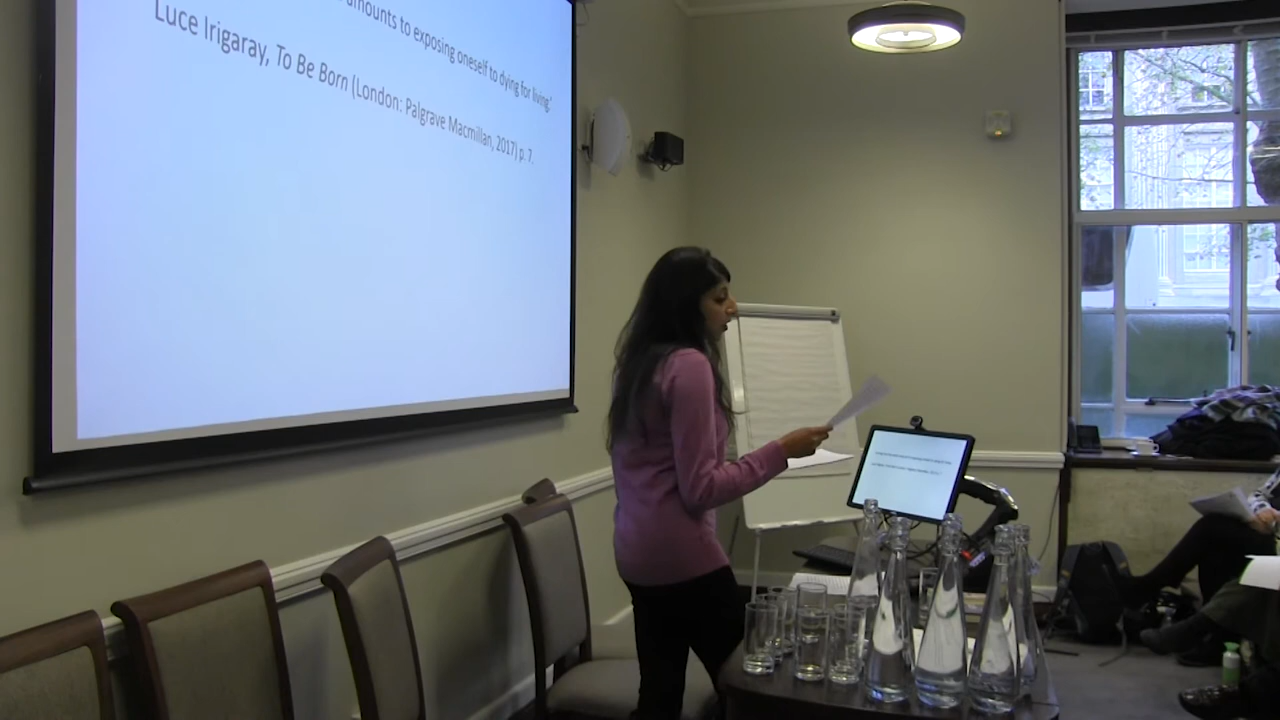 amounts to exposing oneself to dying for living.'
Luce Irigaray, To Be Born (London: Palgrave Macmillan, 2017) p. 7.